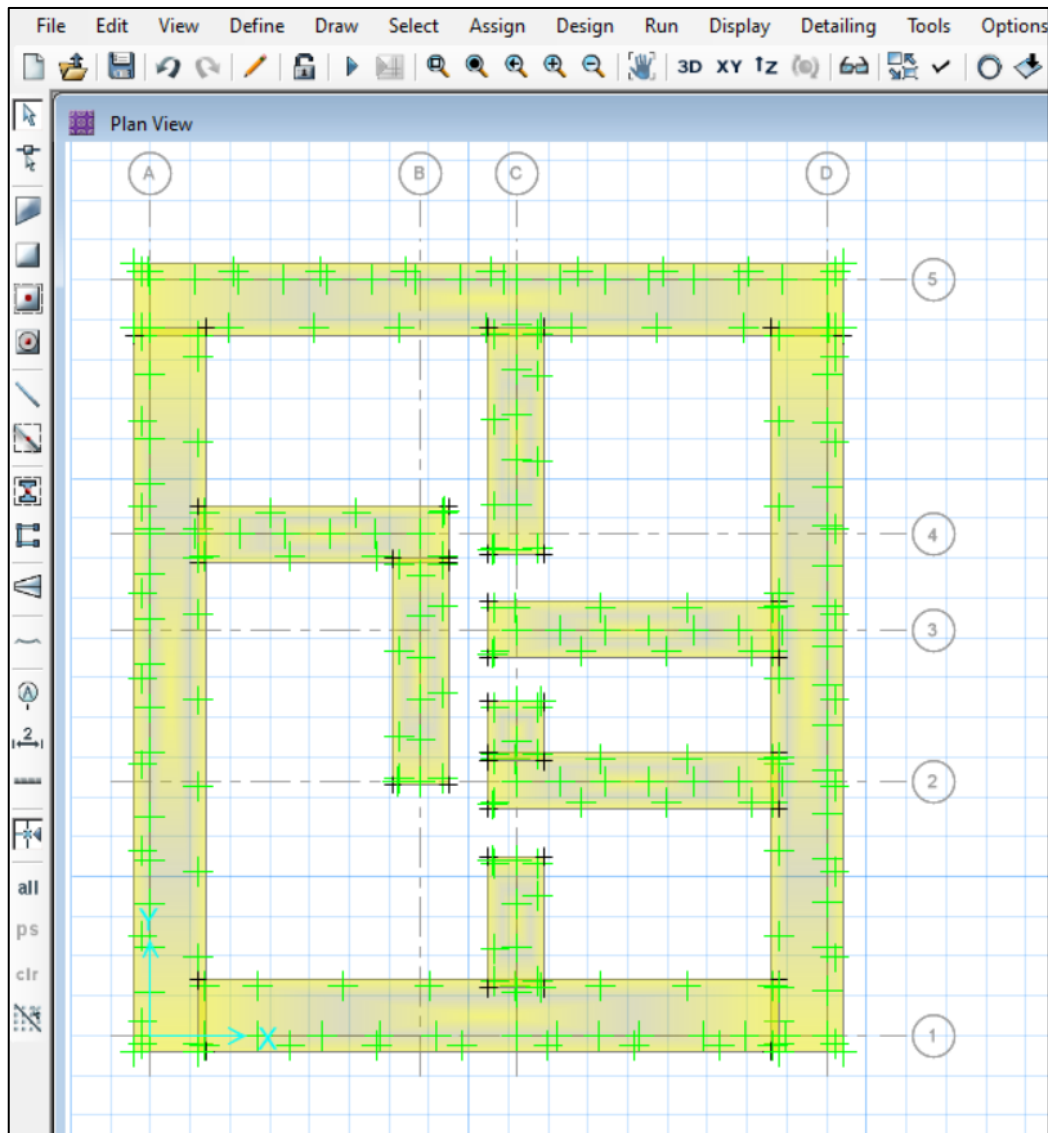 File Edit View Define Draw Select Assign Design Run Display Detailing Tools Options
3D XY
Plan View
A B C D
5
4
3
2
all
2
ps
Y
clr
X
1